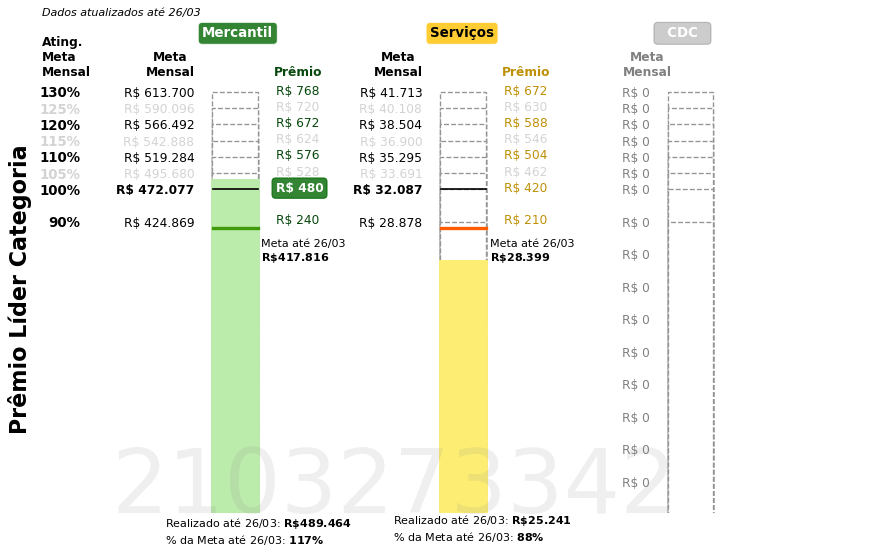 Dados atualizados até 26/03
Mercantil
Serviços
CDC
Ating.
Meta
Mensal
Meta
Mensal
Prêmio
Meta
Mensal
Prêmio
Meta
Mensal
130% R$ 613.700 R$ 768 R$ 41.713 R$ 672 R$ 0
125% R$ 590.096 R$ 720 R$ 40.108 R$ 630 R$ 0
120% R$ 566.492 R$ 672 R$ 38.504 R$ 588 R$ 0
115% R$ 542.888 R$ 624 R$ 36.900 R$ 546 R$ 0
110% R$ 519.284 R$ 576 R$ 35.295 R$ 504 R$ 0
105% R$ 495.680 R$ 528 R$ 33.691 R$ 462 R$ 0
100% R$ 472.077 R$ 480 R$ 32.087 R$ 420 R$ 0
90% R$ 424.869 R$ 240 R$ 28.878 R$ 210 R$ 0
Meta até 26/03
R$417.816
Meta até 26/03
R$28.399
R$ 0
R$ 0
R$ 0
R$ 0
R$ 0
R$ 0
R$ 0
R$ 0
Prêmio Líder Categoria
2103273342
Realizado até 26/03: R$489.464
% da Meta até 26/03: 117%
Realizado até 26/03: R$25.241
% da Meta até 26/03: 88%